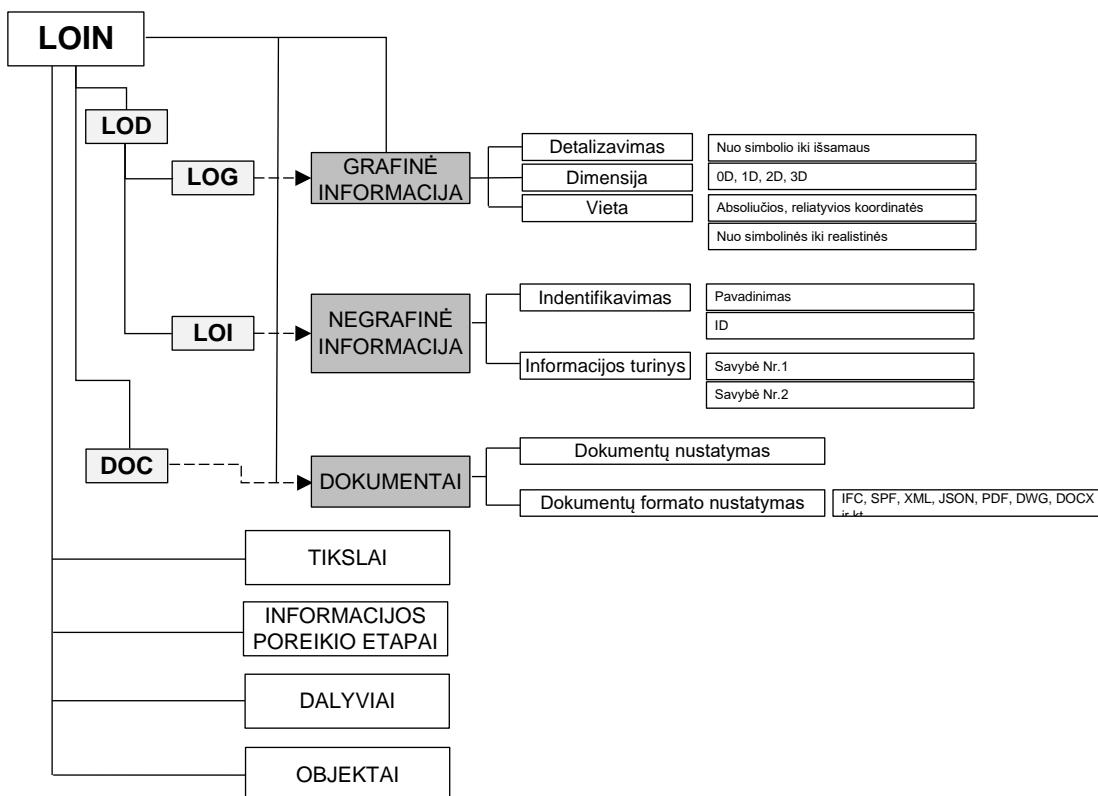 LOIN
LOD
LOG
GRAFINĖ
INFORMACIJA
Detalizavimas
Nuo simbolio iki išsamaus
Dimensija
0D, 1D, 2D, 3D
Vieta
Absoliučios, reliatyvios koordinatės
Nuo simbolinės iki realistinės
LOI
NEGRAFINĖ
INFORMACIJA
Indentifikavimas
Pavadinimas
ID
Informacijos turinys
Savybė Nr.1
Savybė Nr.2
DOC
DOKUMENTAI
Dokumentų nustatymas
Dokumentų formato nustatymas
IFC, SPF, XML, JSON, PDF, DWG, DOCX
TIKSLAI
INFORMACIJOS
POREIKIO ETAPAI
DALYVIAI
OBJEKTAI